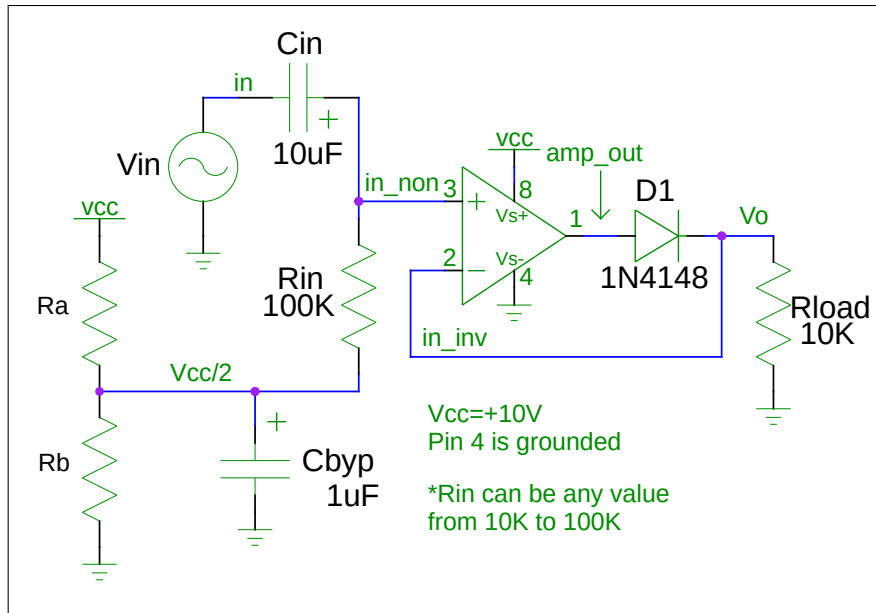 Cin
in
10uF
Vin
vcc
amp_out
D1
in_non
3
+
8
Vs+
1
Vo
vcc
2
−
Vs-
4
1N4148
Rin
100K
Ra
Rload
10K
in_inv
Vcc/2
+
+
Vcc=+10V
Pin 4 is grounded
Rb
Cbyp
1uF
*Rin can be any value
from 10K to 100K